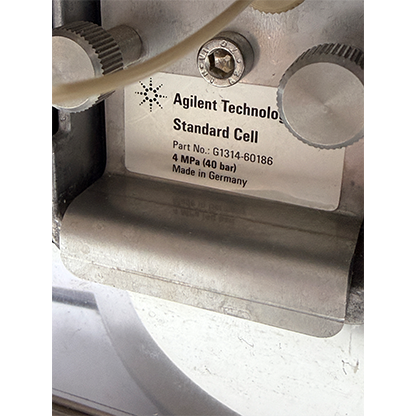 Agilent Technolo
Standard Cell
Part No.: G1314-60186
4 MPa (40 bar)
Made in Germany